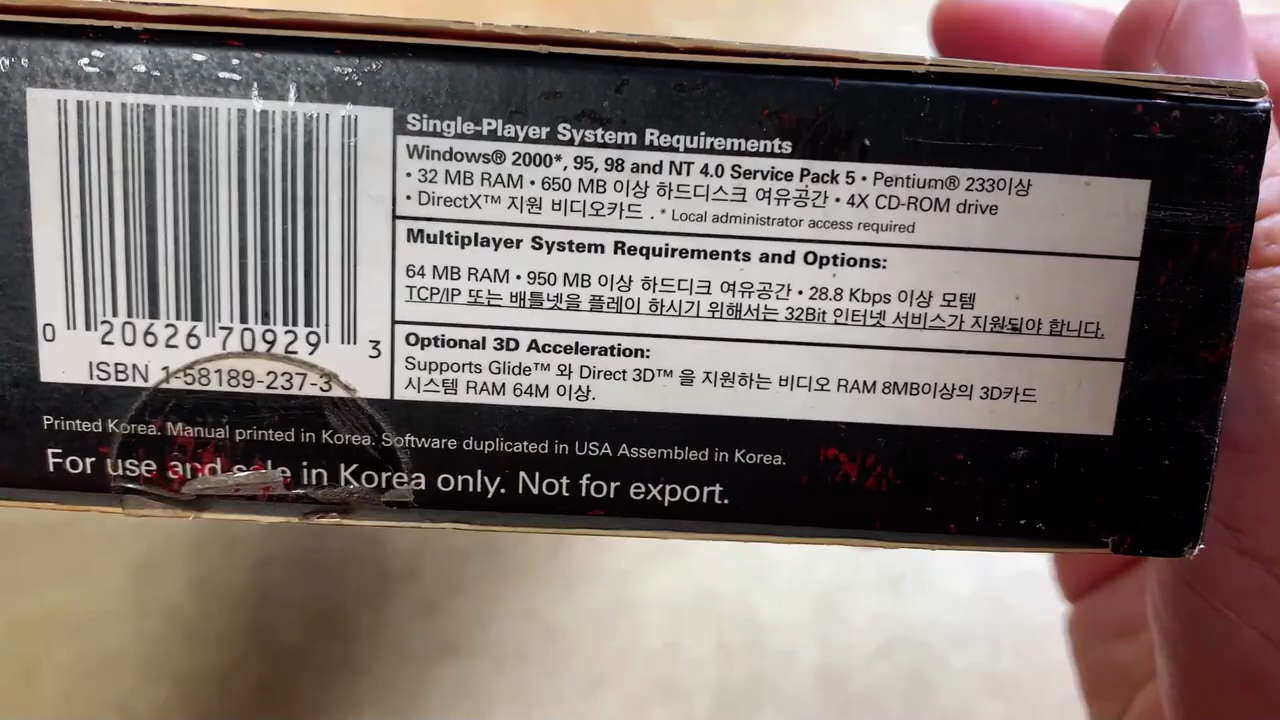 0 20626 70929 3
ISBN 1-58189-237-3
Single-Player System Requirements
Windows® 2000*, 95, 98 and NT 4.0 Service Pack 5 • Pentium® 233이상
• 32 MB RAM • 650 MB 이상 하드디스크 여유공간 • 4X CD-ROM drive
• DirectX™ 지원 비디오카드 . * Local administrator access required
Multiplayer System Requirements and Options:
64 MB RAM • 950 MB 이상 하드디크 여유공간 • 28.8 Kbps 이상 모뎀
TCP/IP 또는 배틀넷을 플레이 하시기 위해서는 32Bit 인터넷 서비스가 지원되야 합니다.
Optional 3D Acceleration:
Supports Glide™ 와 Direct 3D™ 을 지원하는 비디오 RAM 8MB이상의 3D카드
시스템 RAM 64M 이상.
Printed Korea. Manual printed in Korea. Software duplicated in USA Assembled in Korea.
For use and sale in Korea only. Not for export.